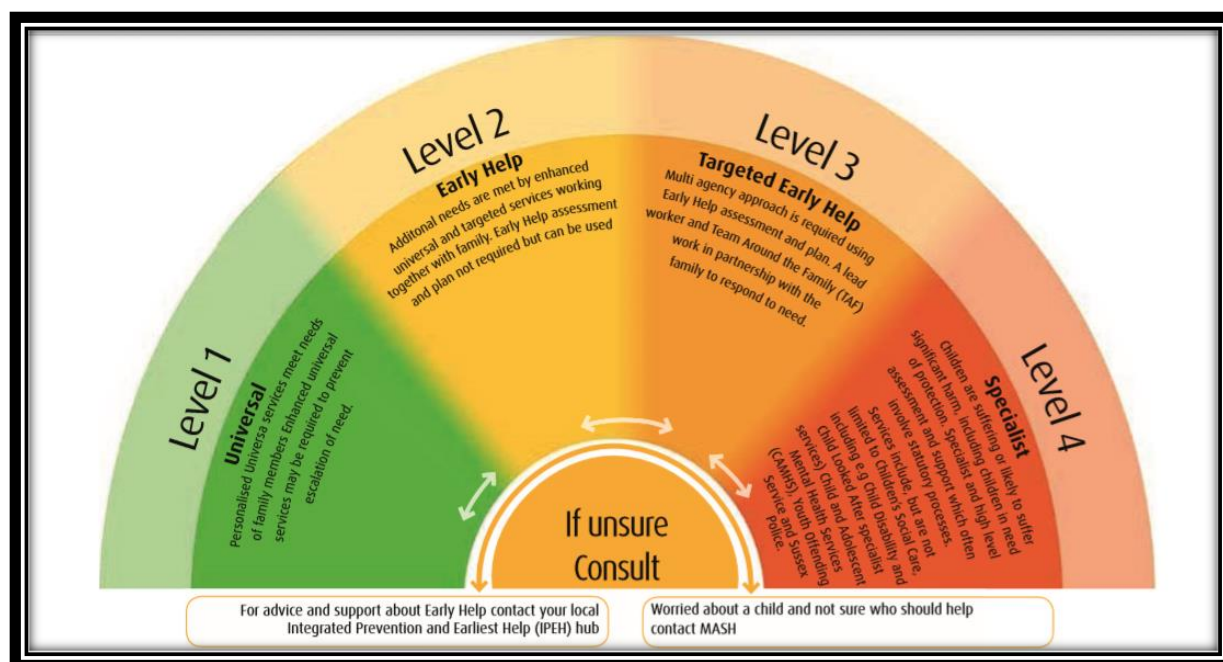 Level 1
Universal
Personalised Universa services meet needs
of family members Enhanced universal
services may be required to prevent
escalation of need.
Level 2
Early Help
Additonal needs are met by enhanced
universal and targeted services working
together with family. Early Help assessment
and plan not required but can be used
Level 3
Targeted Early Help
Multi agency approach is required using
Early Help assessment and plan. A lead
worker and Team Around the Family (TAF)
work in partnership with the
family to respond to need.
Level 4
Specialist
Children are suffering or likely to suffer
significant harm, including children in need
of protection. Specialist and high level
assessment and support which often
involve statutory processes.
Services include, but are not
limited to Children's Social Care,
including e.g Child Disability, and
Child Looked After specialist
services) Child and Adolescent
Mental Health Services
(CAMHS), Youth Offending
Service and Sussex
Police.
If unsure
Consult
For advice and support about Early Help contact your local
Integrated Prevention and Earliest Help (IPEH) hub
Worried about a child and not sure who should help
contact MASH